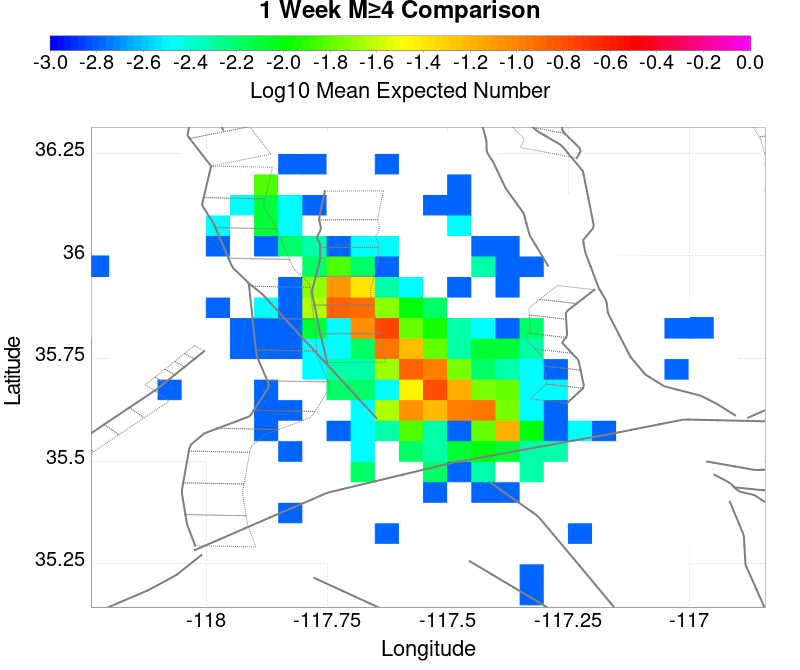 1 Week M≥4 Comparison
-3.0 -2.8 -2.6 -2.4 -2.2 -2.0 -1.8 -1.6 -1.4 -1.2 -1.0 -0.8 -0.6 -0.4 -0.2 0.0
Log10 Mean Expected Number
36.25
36
35.75
35.5
35.25
Latitude
-118 -117.75 -117.5 -117.25 -117
Longitude